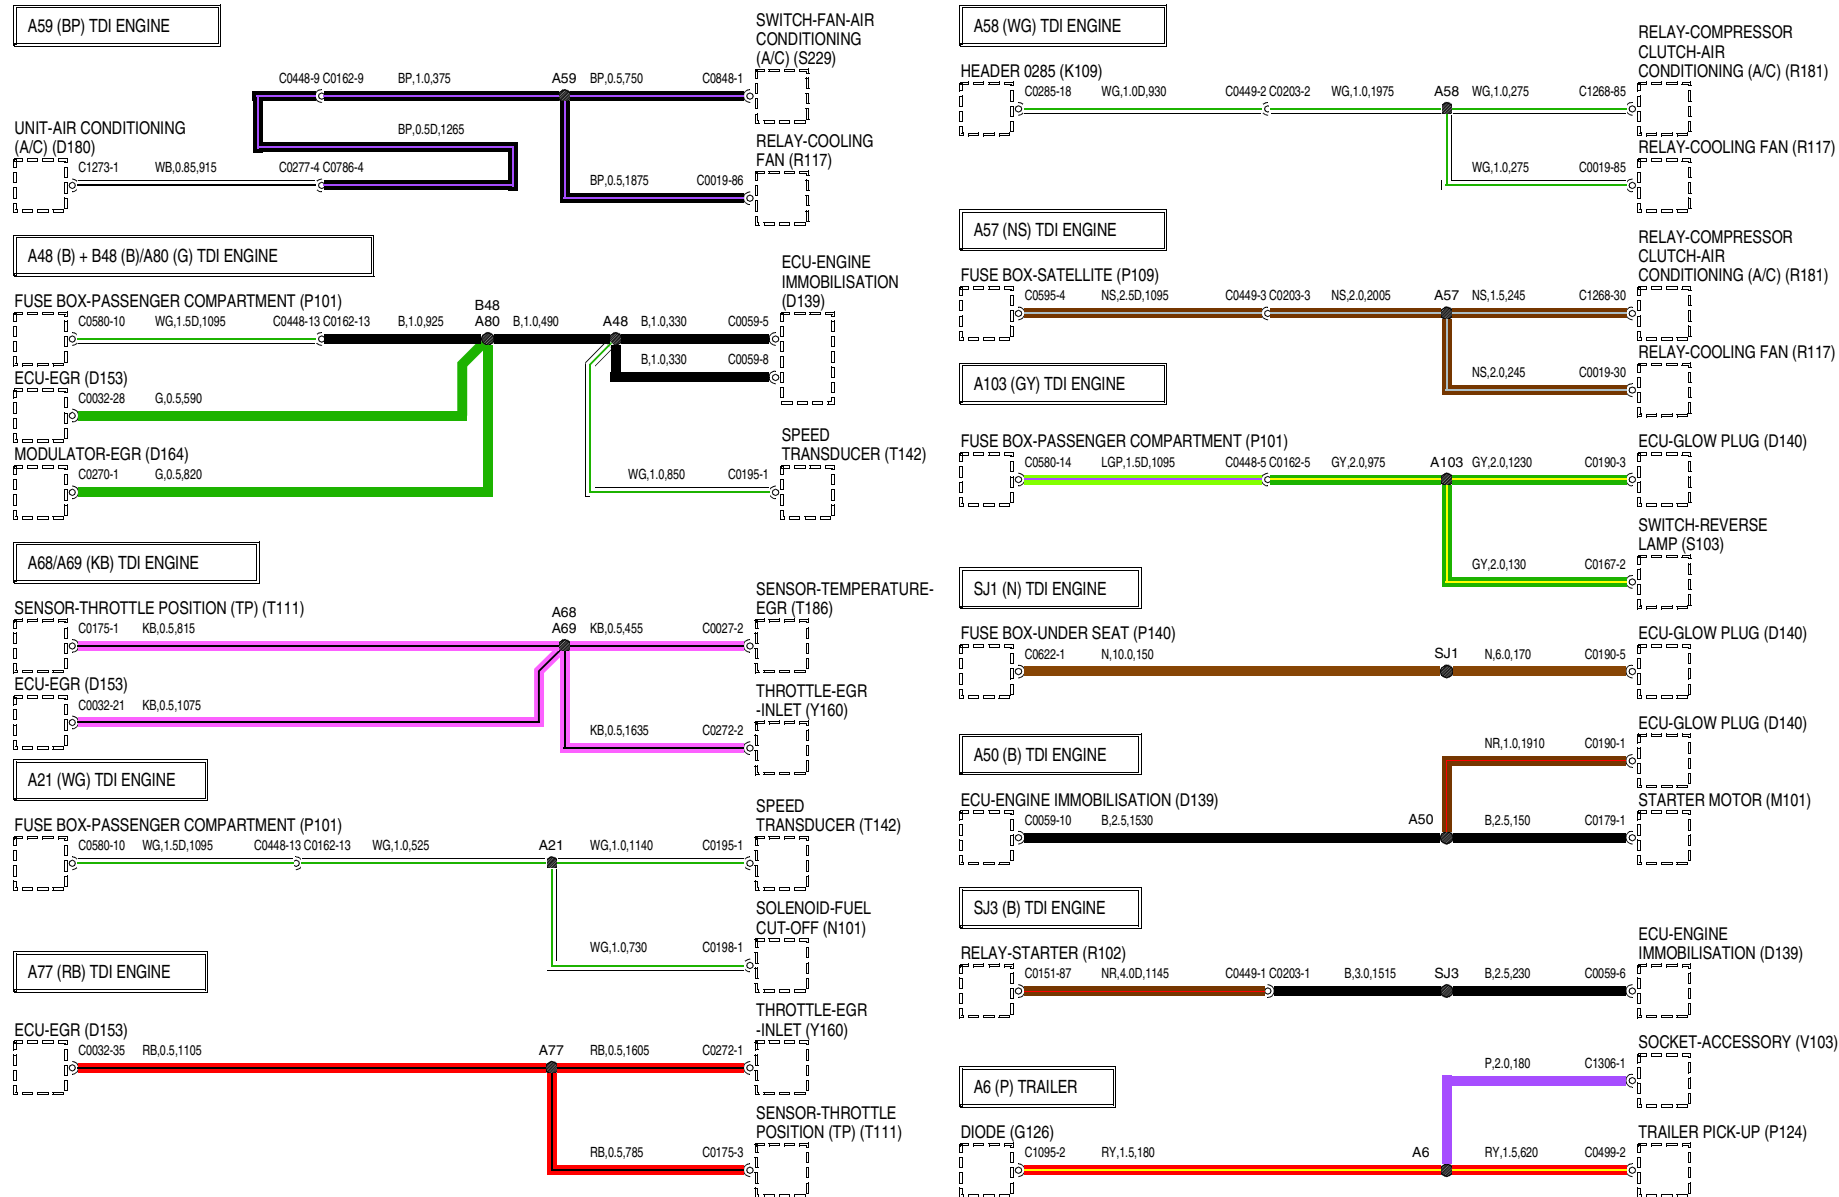 A59 (BP) TDI ENGINE
SWITCH-FAN-AIR
CONDITIONING
(A/C) (S229)
C0448-9 C0162-9 BP,1.0,375 A59 BP,0.5,750 C0848-1
UNIT-AIR CONDITIONING
(A/C) (D180)
BP,0.5D,1265
RELAY-COOLING
FAN (R117)
C1273-1 WB,0.85,915 C0277-4 C0786-4
BP,0.5,1875 C0019-86
A48 (B) + B48 (B)/A80 (G) TDI ENGINE
ECU-ENGINE
IMMOBILISATION
(D139)
FUSE BOX-PASSENGER COMPARTMENT (P101)
B48
C0580-10 WG,1.5D,1095 C0448-13 C0162-13 B,1.0,925 A80 B,1.0,490 A48 B,1.0,330 C0059-5
B,1.0,330 C0059-8
ECU-EGR (D153)
C0032-28 G,0.5,590
MODULATOR-EGR (D164)
C0270-1 G,0.5,820
SPEED
TRANSDUCER (T142)
WG,1.0,850 C0195-1
A68/A69 (KB) TDI ENGINE
SENSOR-TEMPERATURE-
EGR (T186)
SENSOR-THROTTLE POSITION (TP) (T111)
A68
C0175-1 KB,0.5,815 A69 KB,0.5,455 C0027-2
ECU-EGR (D153)
C0032-21 KB,0.5,1075
THROTTLE-EGR
-INLET (Y160)
KB,0.5,1635 C0272-2
A21 (WG) TDI ENGINE
SPEED
TRANSDUCER (T142)
FUSE BOX-PASSENGER COMPARTMENT (P101)
C0580-10 WG,1.5D,1095 C0448-13 C0162-13 WG,1.0,525 A21 WG,1.0,1140 C0195-1
SOLENOID-FUEL
CUT-OFF (N101)
WG,1.0,730 C0198-1
A77 (RB) TDI ENGINE
THROTTLE-EGR
-INLET (Y160)
ECU-EGR (D153)
C0032-35 RB,0.5,1105 A77 RB,0.5,1605 C0272-1
SENSOR-THROTTLE
POSITION (TP) (T111)
RB,0.5,785 C0175-3
A58 (WG) TDI ENGINE
RELAY-COMPRESSOR
CLUTCH-AIR
CONDITIONING (A/C) (R181)
HEADER 0285 (K109)
C0285-18 WG,1.0D,930 C0449-2 C0203-2 WG,1.0,1975 A58 WG,1.0,275 C1268-85
RELAY-COOLING FAN (R117)
WG,1.0,275 C0019-85
A57 (NS) TDI ENGINE
RELAY-COMPRESSOR
CLUTCH-AIR
CONDITIONING (A/C) (R181)
FUSE BOX-SATELLITE (P109)
C0595-4 NS,2.5D,1095 C0449-3 C0203-3 NS,2.0,2005 A57 NS,1.5,245 C1268-30
RELAY-COOLING FAN (R117)
NS,2.0,245 C0019-30
A103 (GY) TDI ENGINE
FUSE BOX-PASSENGER COMPARTMENT (P101)
ECU-GLOW PLUG (D140)
C0580-14 LGP,1.5D,1095 C0448-5 C0162-5 GY,2.0,975 A103 GY,2.0,1230 C0190-3
SWITCH-REVERSE
LAMP (S103)
GY,2.0,130 C0167-2
SJ1 (N) TDI ENGINE
FUSE BOX-UNDER SEAT (P140)
ECU-GLOW PLUG (D140)
C0622-1 N,10.0,150 SJ1 N,6.0,170 C0190-5
A50 (B) TDI ENGINE
ECU-GLOW PLUG (D140)
NR,1.0,1910 C0190-1
ECU-ENGINE IMMOBILISATION (D139)
STARTER MOTOR (M101)
C0059-10 B,2.5,1530 A50 B,2.5,150 C0179-1
SJ3 (B) TDI ENGINE
ECU-ENGINE
IMMOBILISATION (D139)
RELAY-STARTER (R102)
C0151-87 NR,4.0D,1145 C0449-1 C0203-1 B,3.0,1515 SJ3 B,2.5,230 C0059-6
A6 (P) TRAILER
SOCKET-ACCESSORY (V103)
P,2.0,180 C1306-1
DIODE (G126)
TRAILER PICK-UP (P124)
C1095-2 RY,1.5,180 A6 RY,1.5,620 C0499-2